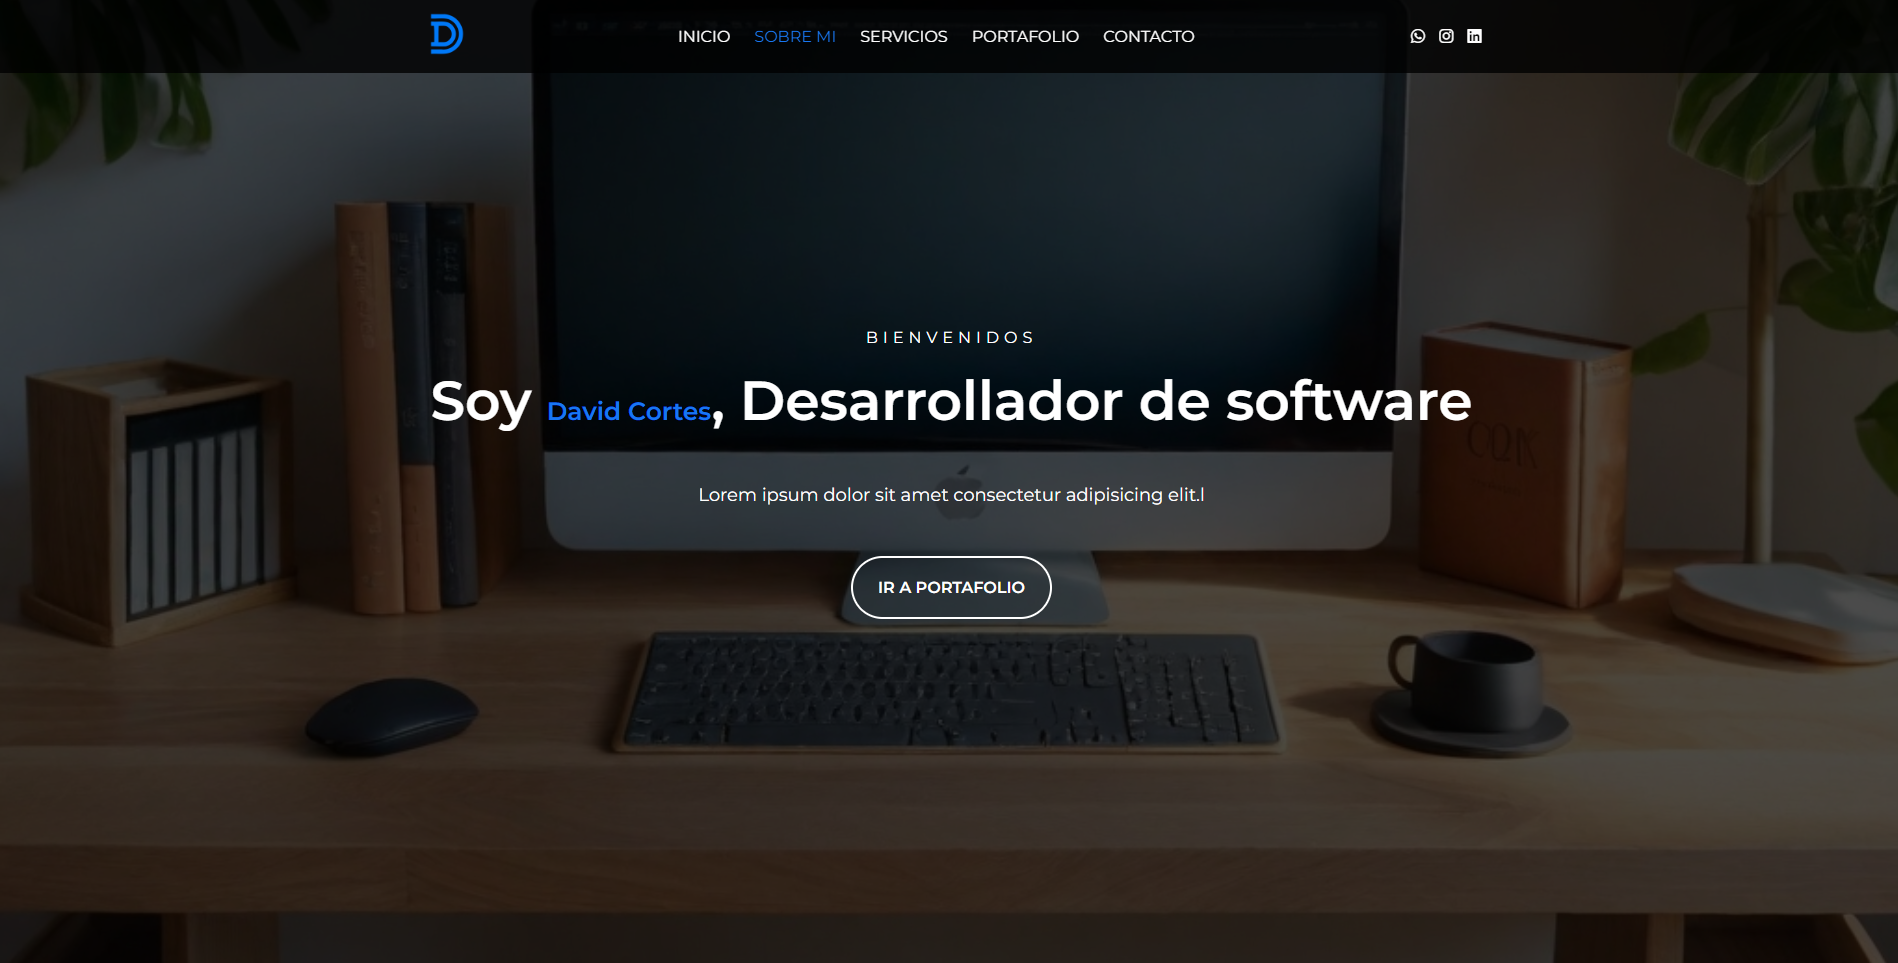 D
INICIO SOBRE MI SERVICIOS PORTAFOLIO CONTACTO
BIENVENIDOS
Soy David Cortes, Desarrollador de software
Lorem ipsum dolor sit amet consectetur adipisicing elit.l
IR A PORTAFOLIO